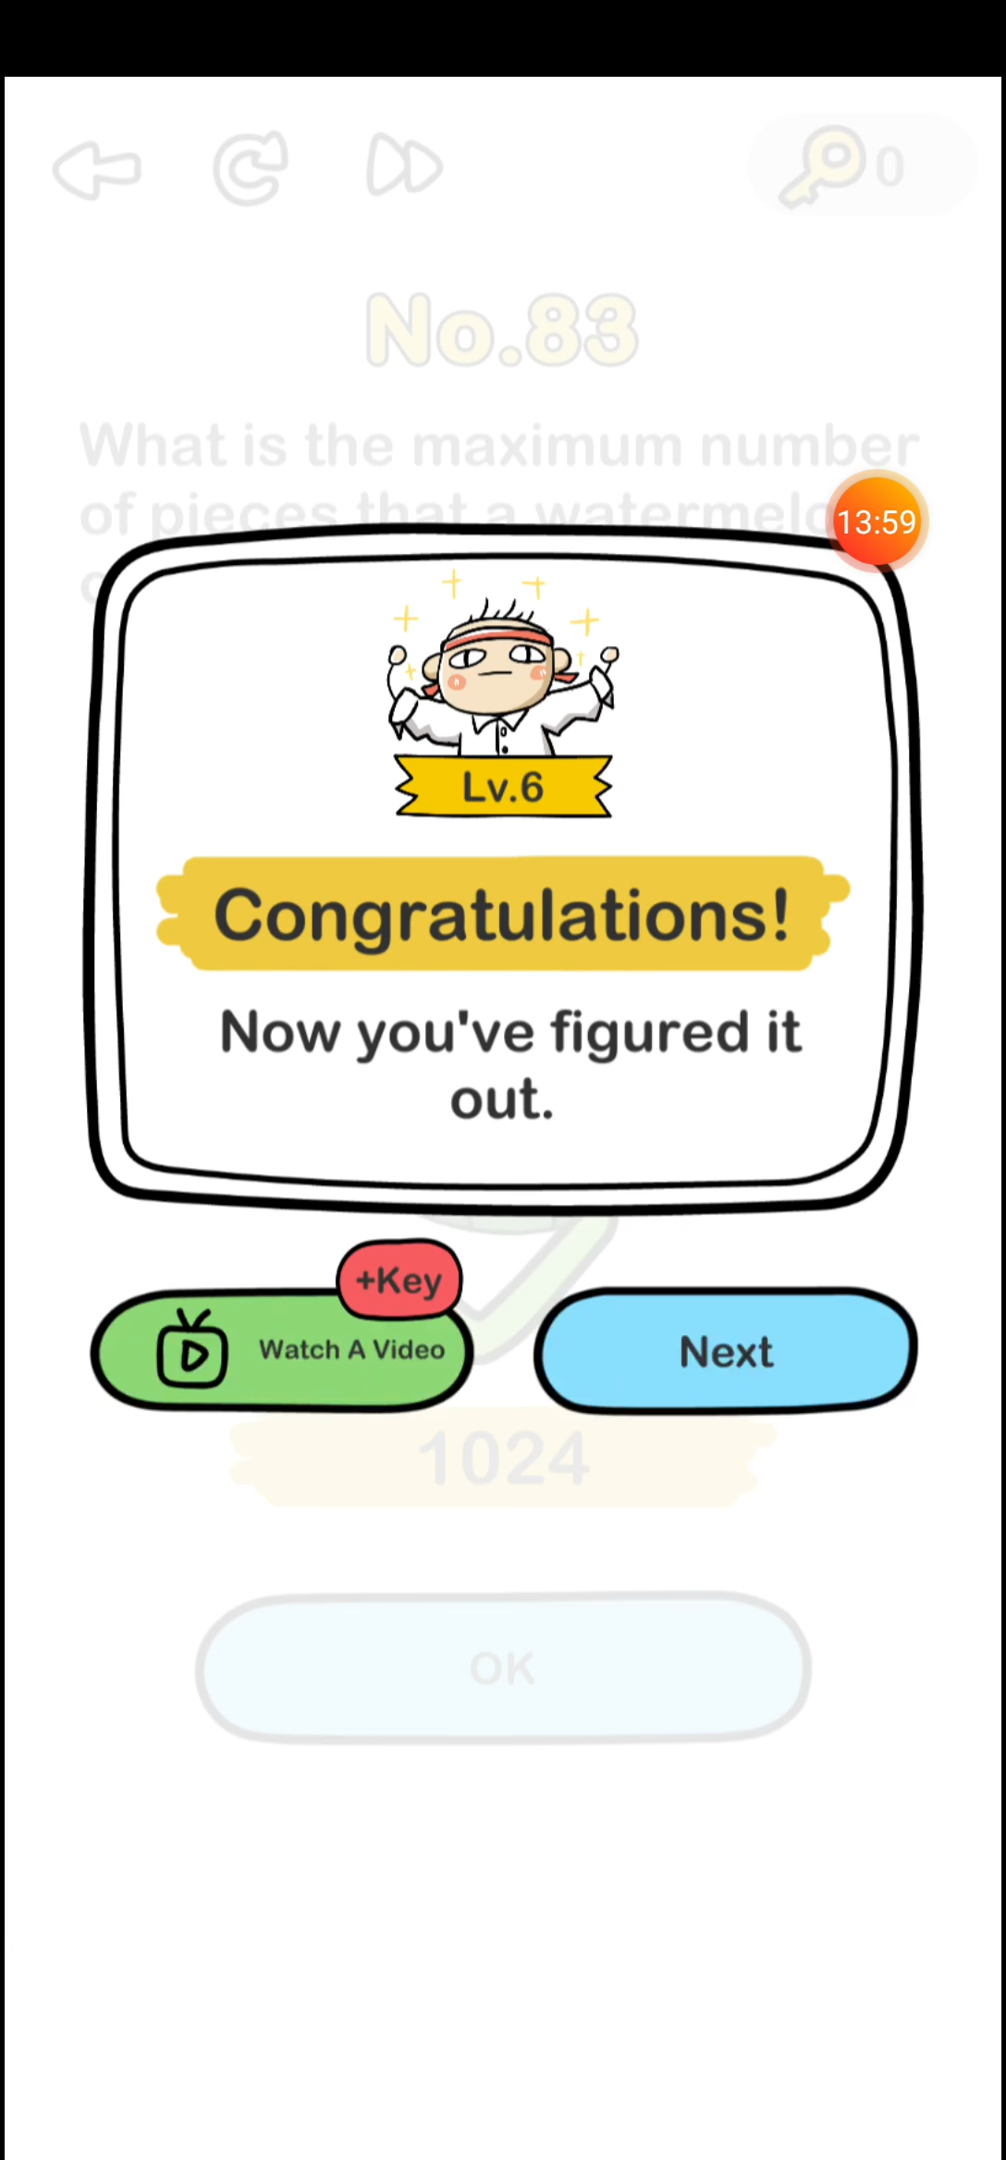 0
No.83
What is the maximum number
of pieces that a
13:59
Lv.6
Congratulations!
Now you've figured it
out.
+Key
Watch A Video
Next
1024
OK